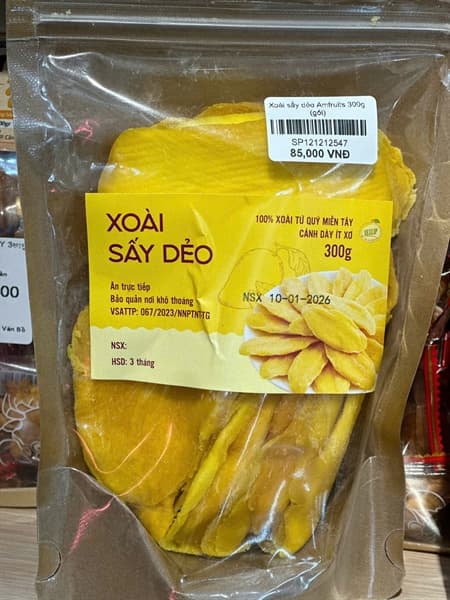 Xoài sấy dẻo Amfruits 300g
(gói)
SP121212547
85,000 VNĐ
XOÀI
SẤY DẺO
100% XOÀI TỨ QUÝ MIỀN TÂY
CÁNH DÀY ÍT XƠ
300g
Ăn trực tiếp
Bảo quản nơi khô thoáng
VSATTP: 067/2023/NNPTNTTG
NSX 10-01-2026
NSX:
HSD: 3 tháng